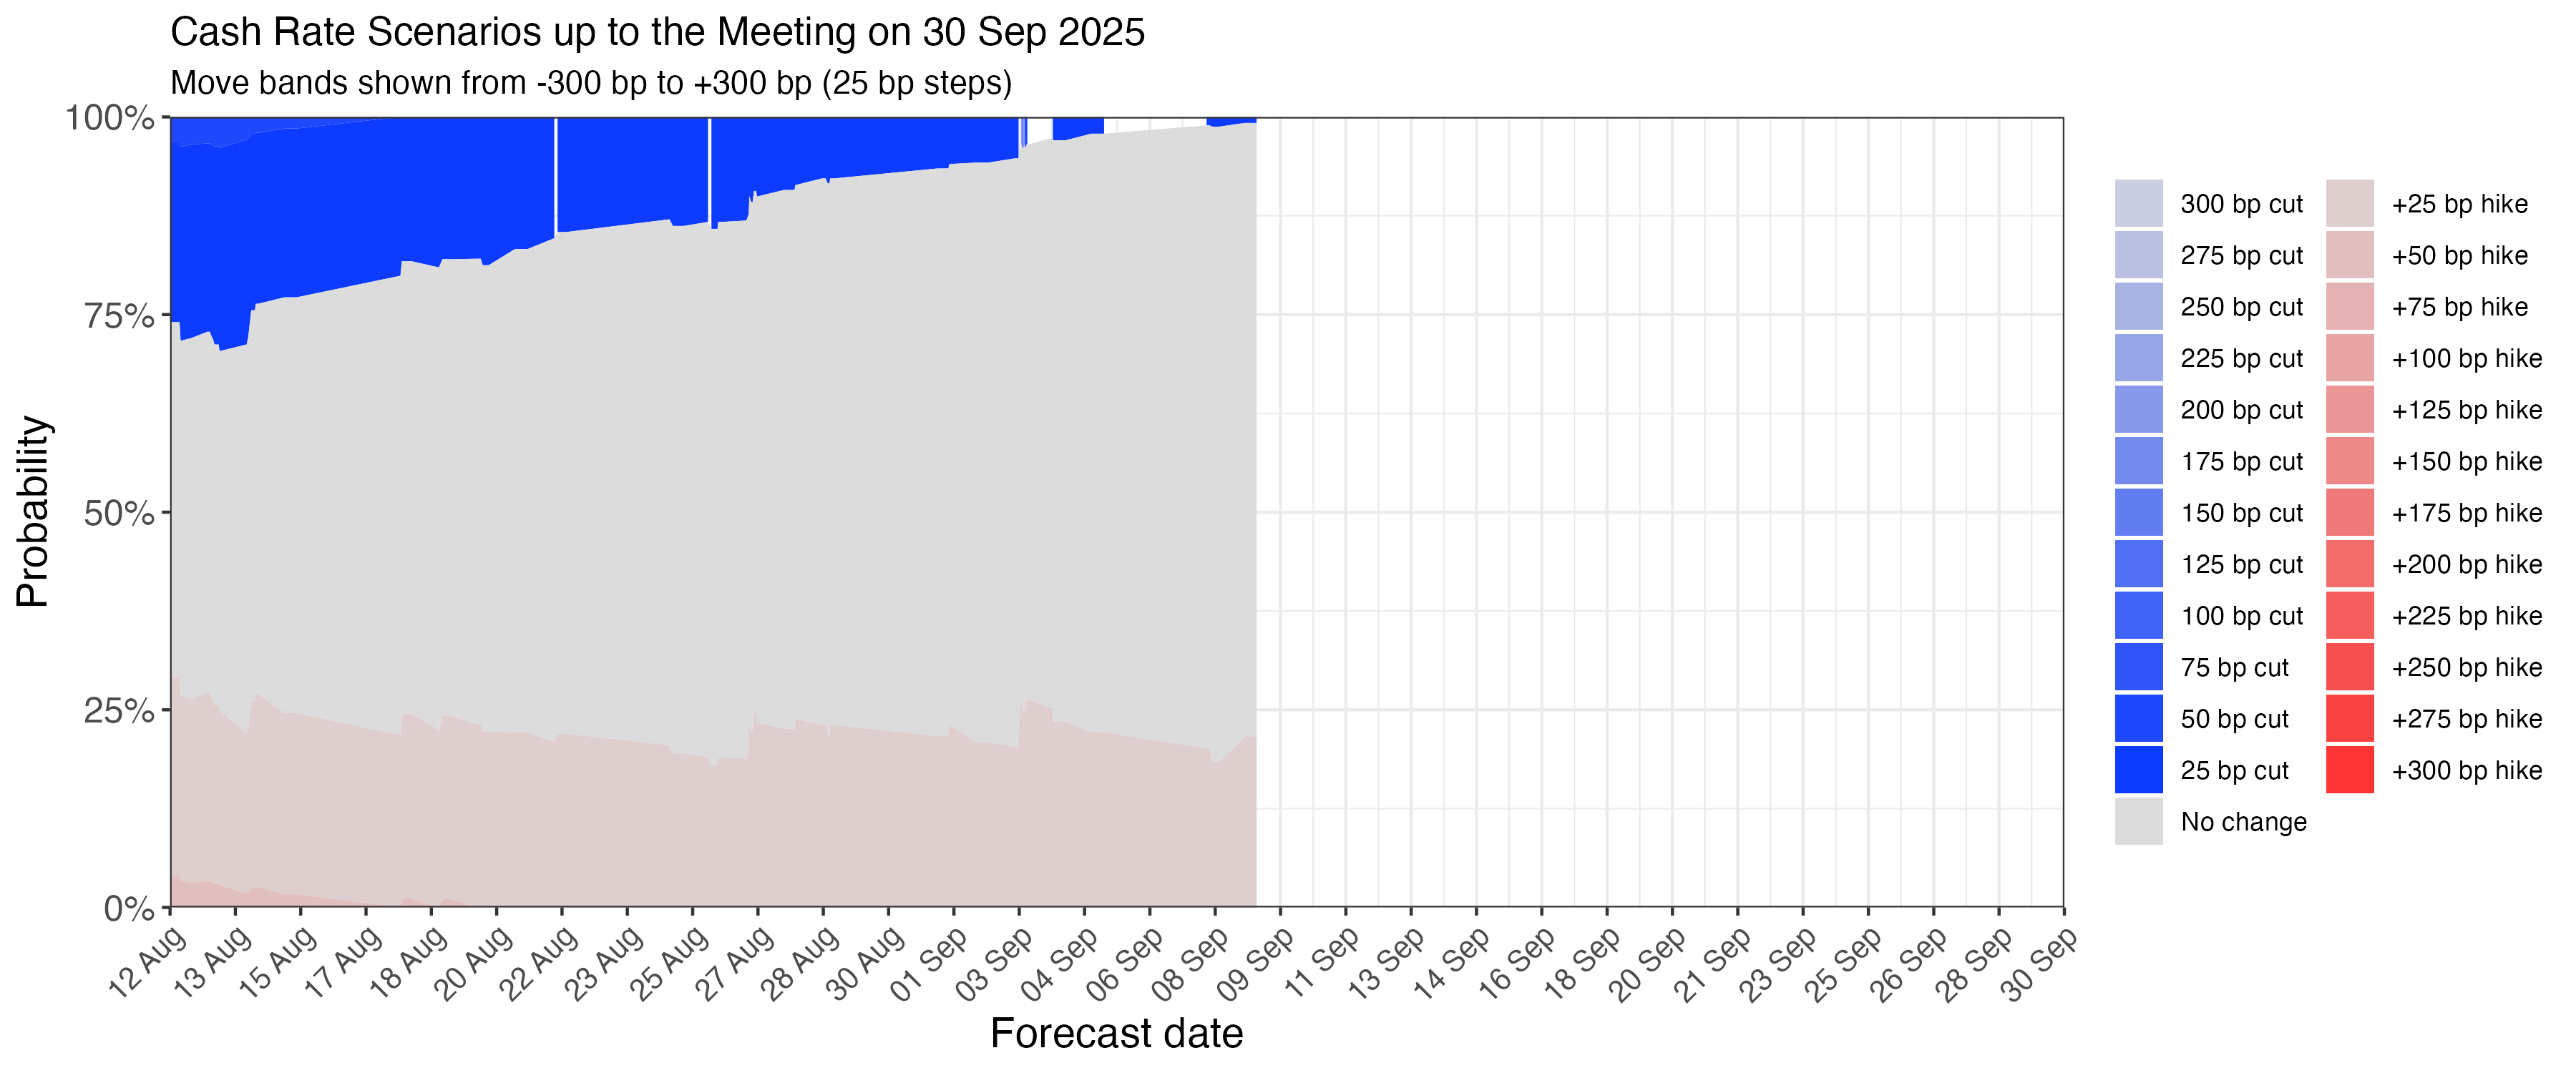 Cash Rate Scenarios up to the Meeting on 30 Sep 2025
Move bands shown from -300 bp to +300 bp (25 bp steps)
Probability
100%
75%
50%
25%
0%
12 Aug
13 Aug
15 Aug
17 Aug
18 Aug
20 Aug
22 Aug
23 Aug
25 Aug
27 Aug
28 Aug
30 Aug
01 Sep
03 Sep
04 Sep
06 Sep
08 Sep
09 Sep
11 Sep
13 Sep
14 Sep
16 Sep
18 Sep
20 Sep
21 Sep
23 Sep
25 Sep
26 Sep
28 Sep
30 Sep
Forecast date
300 bp cut
275 bp cut
250 bp cut
225 bp cut
200 bp cut
175 bp cut
150 bp cut
125 bp cut
100 bp cut
75 bp cut
50 bp cut
25 bp cut
No change
+25 bp hike
+50 bp hike
+75 bp hike
+100 bp hike
+125 bp hike
+150 bp hike
+175 bp hike
+200 bp hike
+225 bp hike
+250 bp hike
+275 bp hike
+300 bp hike